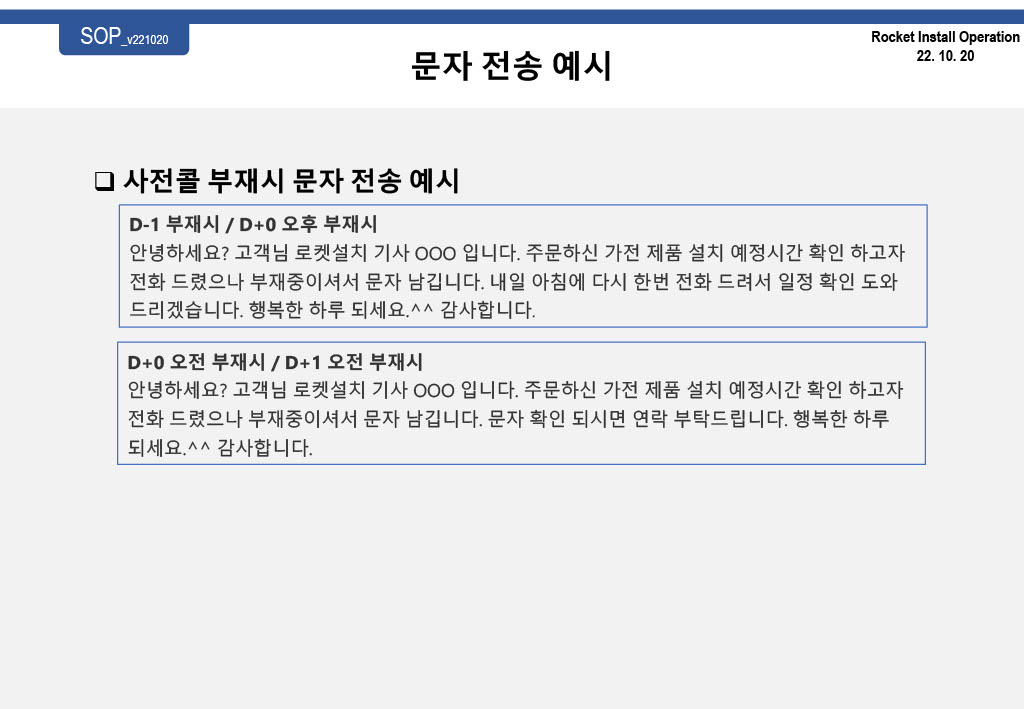 SOP_v221020
Rocket Install Operation
22. 10. 20
문자 전송 예시
❑ 사전콜 부재시 문자 전송 예시
D-1 부재시 / D+0 오후 부재시
안녕하세요? 고객님 로켓설치 기사 OOO 입니다. 주문하신 가전 제품 설치 예정시간 확인 하고자
전화 드렸으나 부재중이셔서 문자 남깁니다. 내일 아침에 다시 한번 전화 드려서 일정 확인 도와
드리겠습니다. 행복한 하루 되세요.^^ 감사합니다.
D+0 오전 부재시 / D+1 오전 부재시
안녕하세요? 고객님 로켓설치 기사 OOO 입니다. 주문하신 가전 제품 설치 예정시간 확인 하고자
전화 드렸으나 부재중이셔서 문자 남깁니다. 문자 확인 되시면 연락 부탁드립니다. 행복한 하루
되세요.^^ 감사합니다.